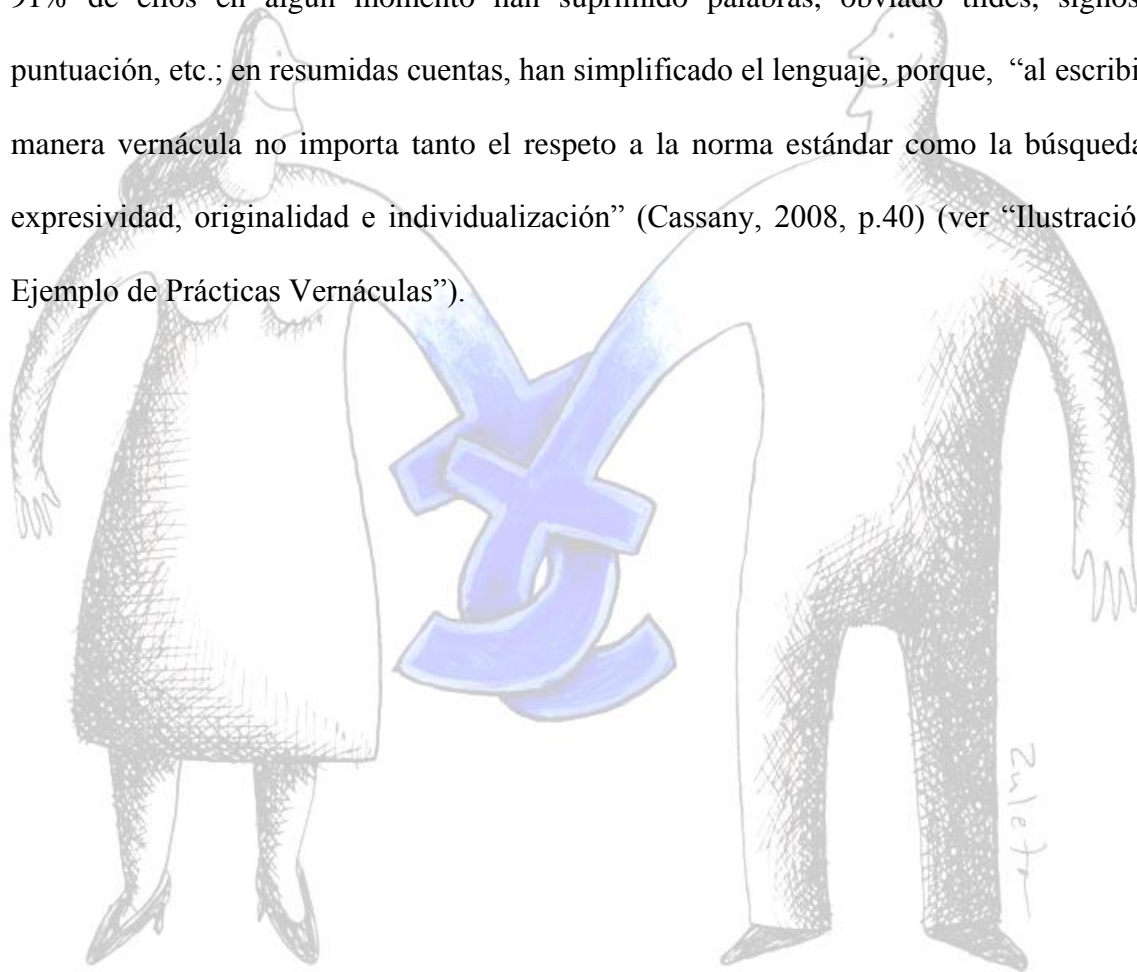 91% de ellos en algún momento han suprimido palabras, obviado tildes, signos
puntuación, etc.; en resumidas cuentas, han simplificado el lenguaje, porque, “al escribi
manera vernácula no importa tanto el respeto a la norma estándar como la búsqueda
expresividad, originalidad e individualización” (Cassany, 2008, p.40) (ver “Ilustració
Ejemplo de Prácticas Vernáculas”).
Zuleta